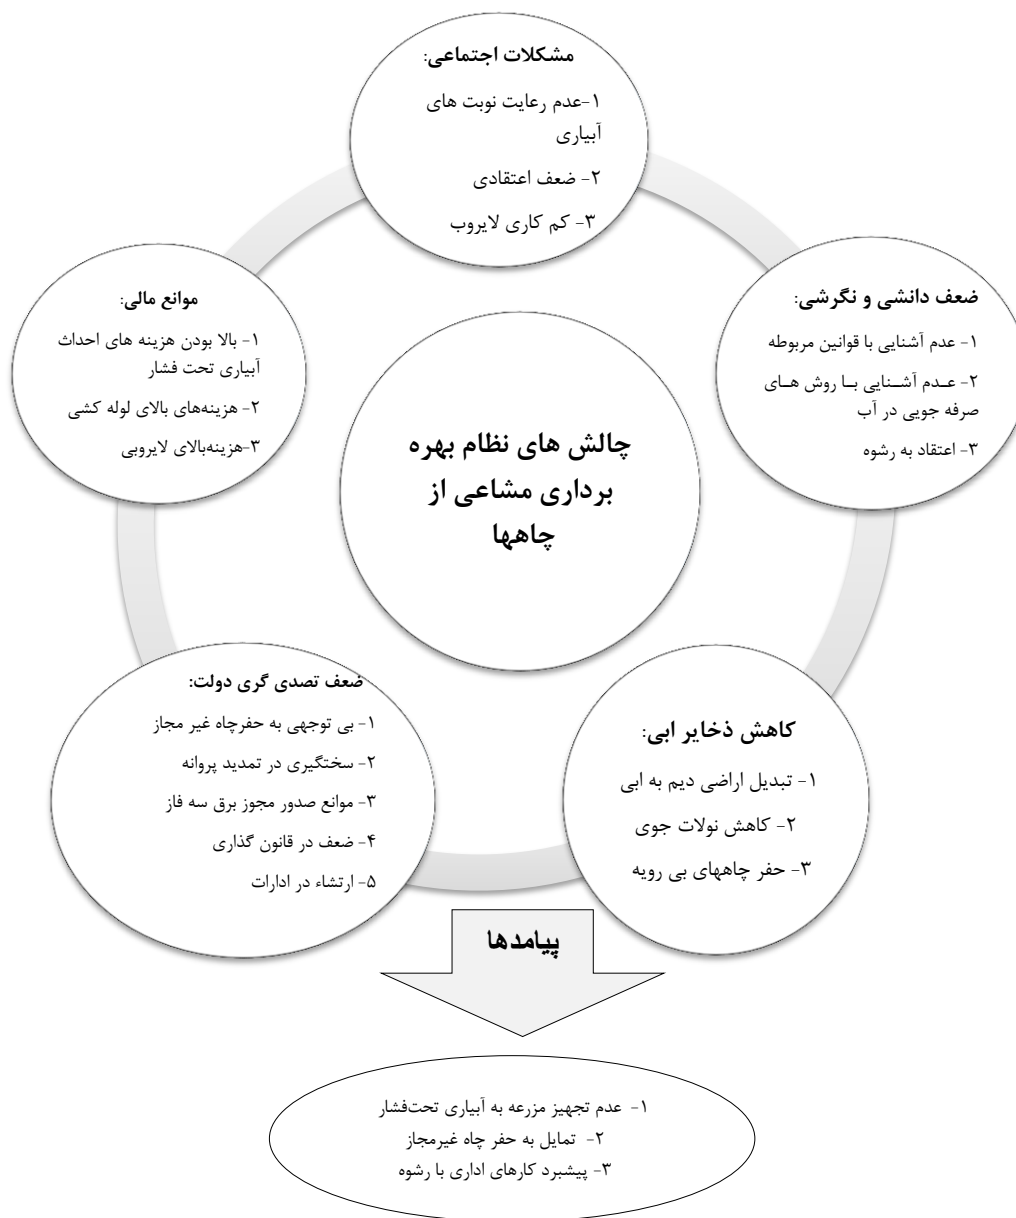 مشکلات اجتماعی:
۱-عدم رعایت نوبت های
آبیاری
۲- ضعف اعتقادی
۳- کم کاری لایروب
ضعف دانشی و نگرشی:
۱- عدم آشنایی با قوانین مربوطه
۲- عـدم آشـنایی بـا روش هـای
صرفه جویی در آب
۳- اعتقاد به رشوه
موانع مالی:
۱- بالا بودن هزینه های احداث
آبیاری تحت فشار
۲- هزینه‌های بالای لوله کشی
۳-هزینه‌بالای لایروبی
چالش های نظام بهره
برداری مشاعی از
چاهها
کاهش ذخایر ابی:
۱- تبدیل اراضی دیم به ابی
۲- کاهش نولات جوی
۳- حفر چاههای بی رویه
ضعف تصدی گری دولت:
۱- بی توجهی به حفرچاه غیر مجاز
۲- سختگیری در تمدید پروانه
۳- موانع صدور مجوز برق سه فاز
۴- ضعف در قانون گذاری
۵- ارتشاء در ادارات
پیامدها
۱- عدم تجهیز مزرعه به آبیاری تحت‌فشار
۲- تمایل به حفر چاه غیرمجاز
۳- پیشبرد کارهای اداری با رشوه